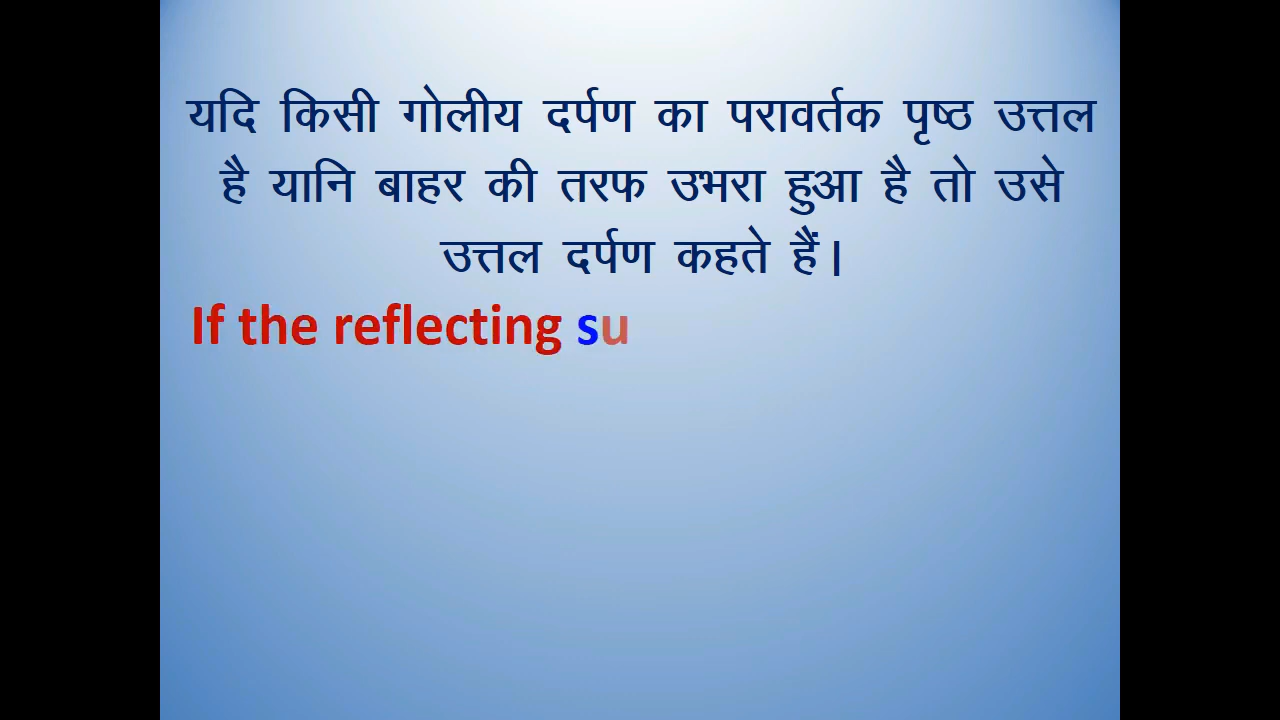 यदि किसी गोलीय दर्पण का परावर्तक पृष्ठ उत्तल
है यानि बाहर की तरफ उभरा हुआ है तो उसे
उत्तल दर्पण कहते हैं।
If the reflecting su